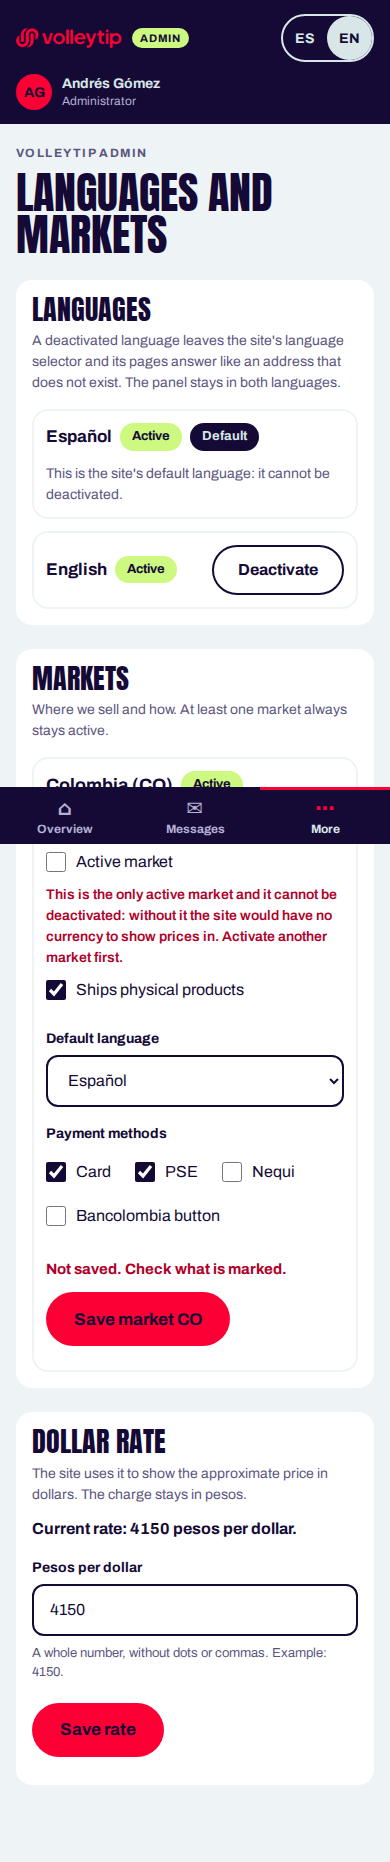 volleytip ADMIN ES EN
AG Andrés Gómez
Administrator
VOLLEYTIP ADMIN
LANGUAGES AND
MARKETS
LANGUAGES
A deactivated language leaves the site's language
selector and its pages answer like an address that
does not exist. The panel stays in both languages.
Español Active Default
This is the site's default language: it cannot be
deactivated.
English Active Deactivate
MARKETS
Where we sell and how. At least one market always
stays active.
Colombia (CO) Active
Overview Messages More
Active market
This is the only active market and it cannot be
deactivated: without it the site would have no
currency to show prices in. Activate another
market first.
Ships physical products
Default language
Español
Payment methods
Card PSE Nequi
Bancolombia button
Not saved. Check what is marked.
Save market CO
DOLLAR RATE
The site uses it to show the approximate price in
dollars. The charge stays in pesos.
Current rate: 4150 pesos per dollar.
Pesos per dollar
4150
A whole number, without dots or commas. Example:
4150.
Save rate